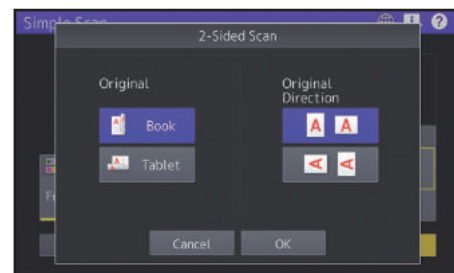 Simple Scan
2-Sided Scan
Original
Book
Tablet
Original
Direction
A A
A A
Cancel
OK